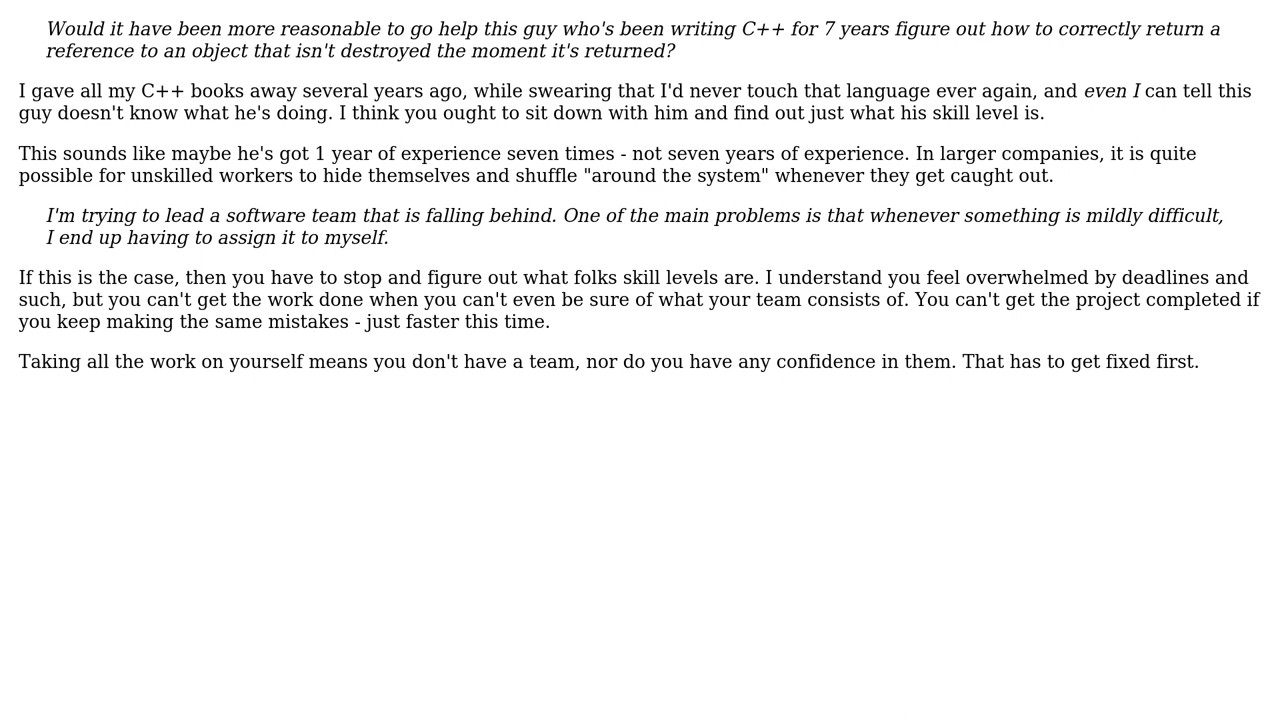 Would it have been more reasonable to go help this guy who's been writing C++ for 7 years figure out how to correctly return a
reference to an object that isn't destroyed the moment it's returned?
I gave all my C++ books away several years ago, while swearing that I'd never touch that language ever again, and even I can tell this
guy doesn't know what he's doing. I think you ought to sit down with him and find out just what his skill level is.
This sounds like maybe he's got 1 year of experience seven times - not seven years of experience. In larger companies, it is quite
possible for unskilled workers to hide themselves and shuffle "around the system" whenever they get caught out.
I'm trying to lead a software team that is falling behind. One of the main problems is that whenever something is mildly difficult,
I end up having to assign it to myself.
If this is the case, then you have to stop and figure out what folks skill levels are. I understand you feel overwhelmed by deadlines and
such, but you can't get the work done when you can't even be sure of what your team consists of. You can't get the project completed if
you keep making the same mistakes - just faster this time.
Taking all the work on yourself means you don't have a team, nor do you have any confidence in them. That has to get fixed first.